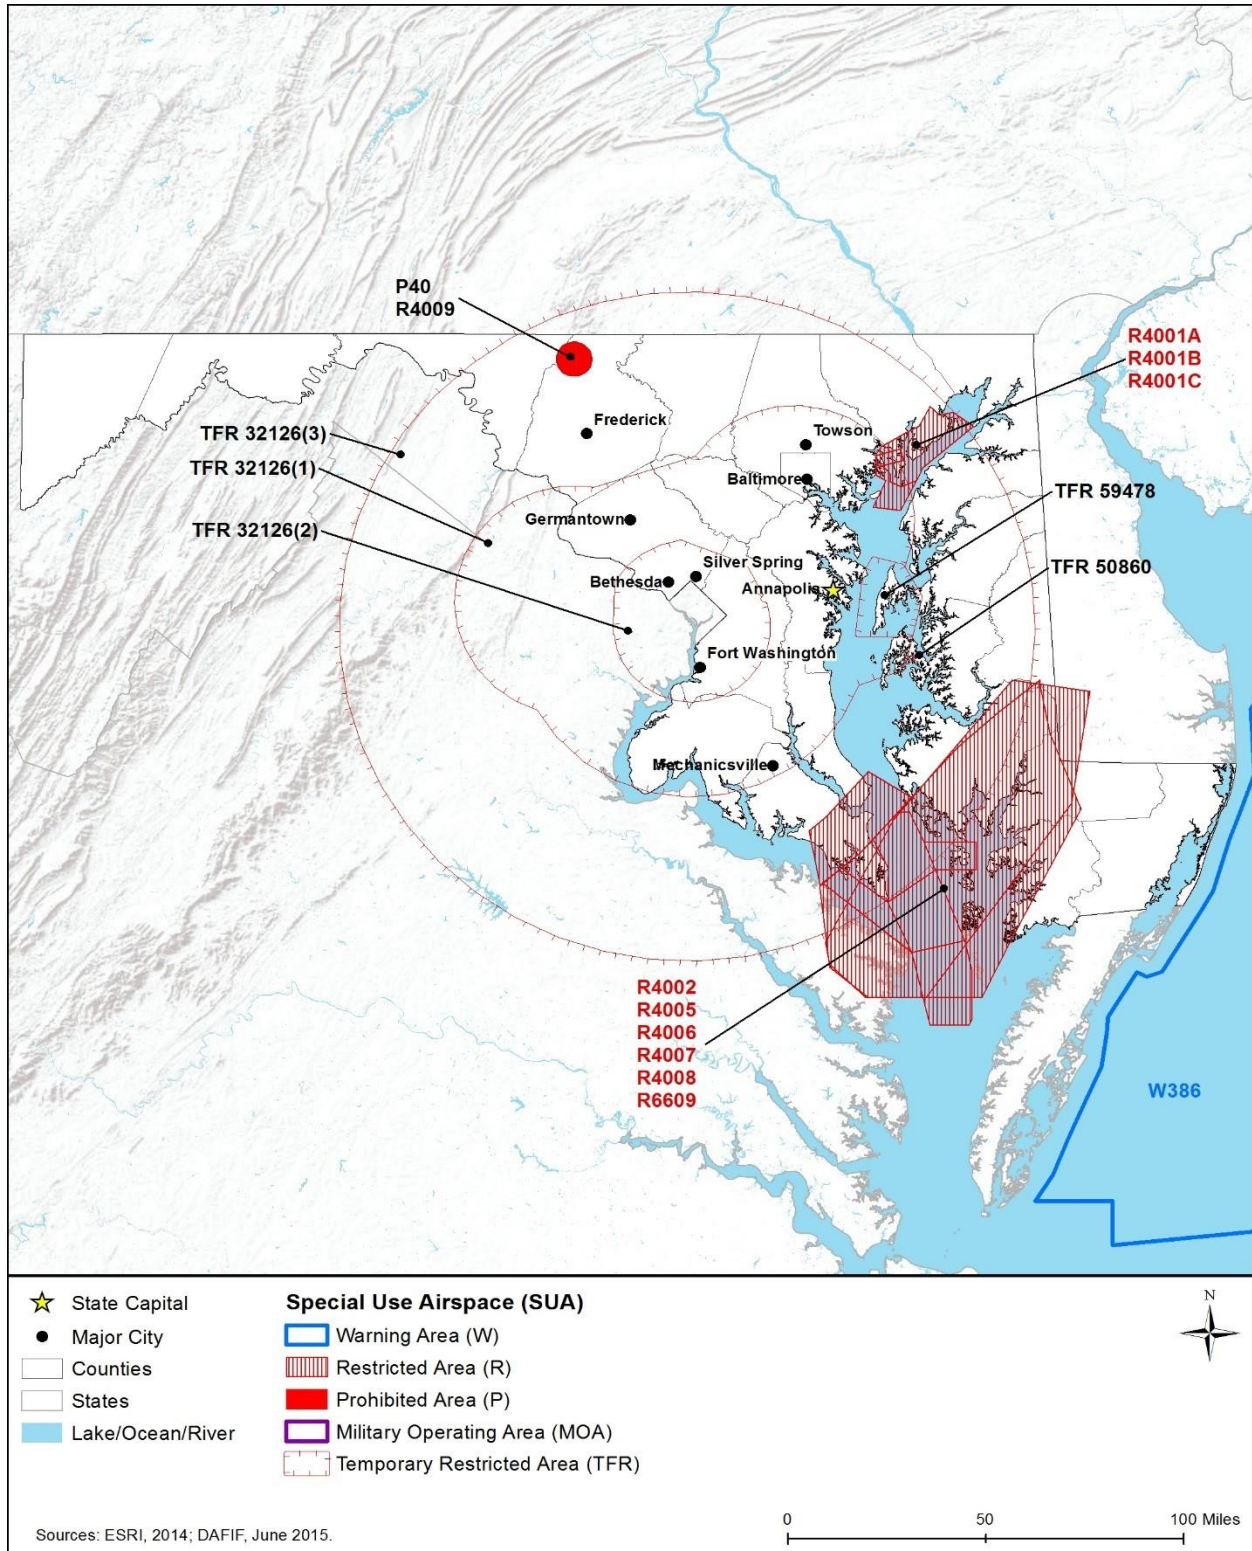 P40
R4009
R4001A
R4001B
R4001C
Frederick
TFR 32126(3)
Towson
TFR 32126(1)
Baltimore
TFR 59478
Germantown
TFR 32126(2)
Silver Spring
TFR 50860
Bethesda
Annapolis
Fort Washington
Mechanicsville
R4002
R4005
R4006
R4007
R4008
R6609
W386
State Capital
Major City
Counties
States
Lake/Ocean/River
Special Use Airspace (SUA)
Warning Area (W)
Restricted Area (R)
Prohibited Area (P)
Military Operating Area (MOA)
Temporary Restricted Area (TFR)
N
Sources: ESRI, 2014; DAFIF, June 2015.
0 50 100 Miles